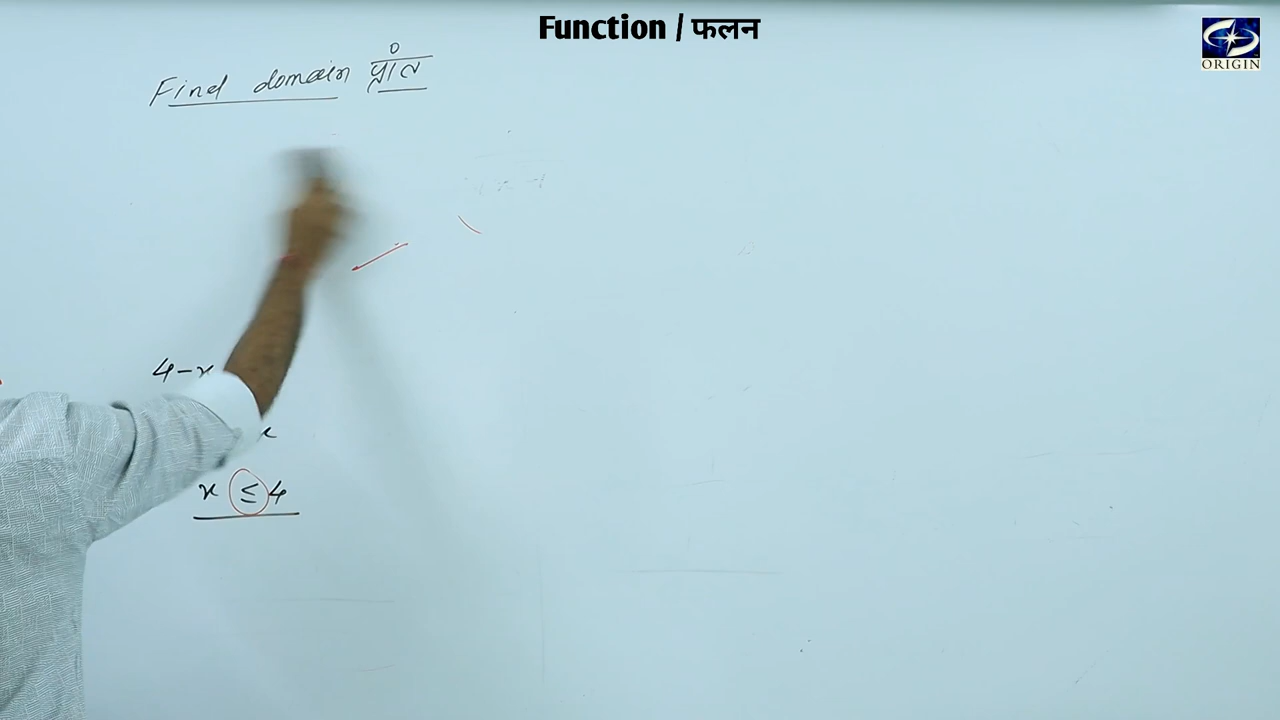 Function / फलन
ORIGIN
Find domain प्रांत
4-x
x
x ≤ 4